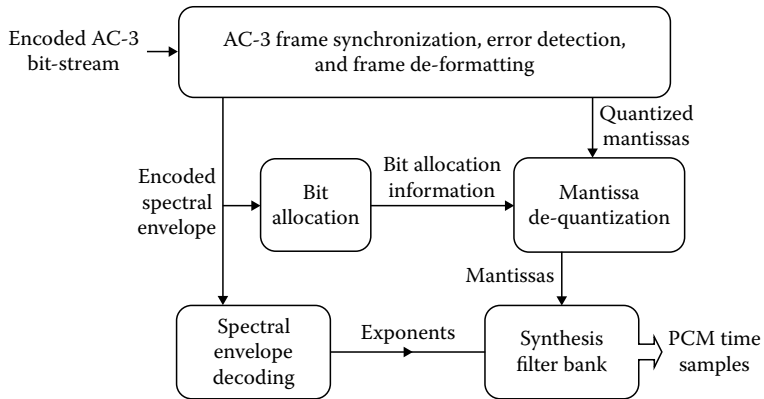 Encoded AC-3
bit-stream
AC-3 frame synchronization, error detection,
and frame de-formatting
Quantized
mantissas
Encoded
spectral
envelope
Bit
allocation
Bit allocation
information
Mantissa
de-quantization
Mantissas
Spectral
envelope
decoding
Exponents
Synthesis
filter bank
PCM time
samples